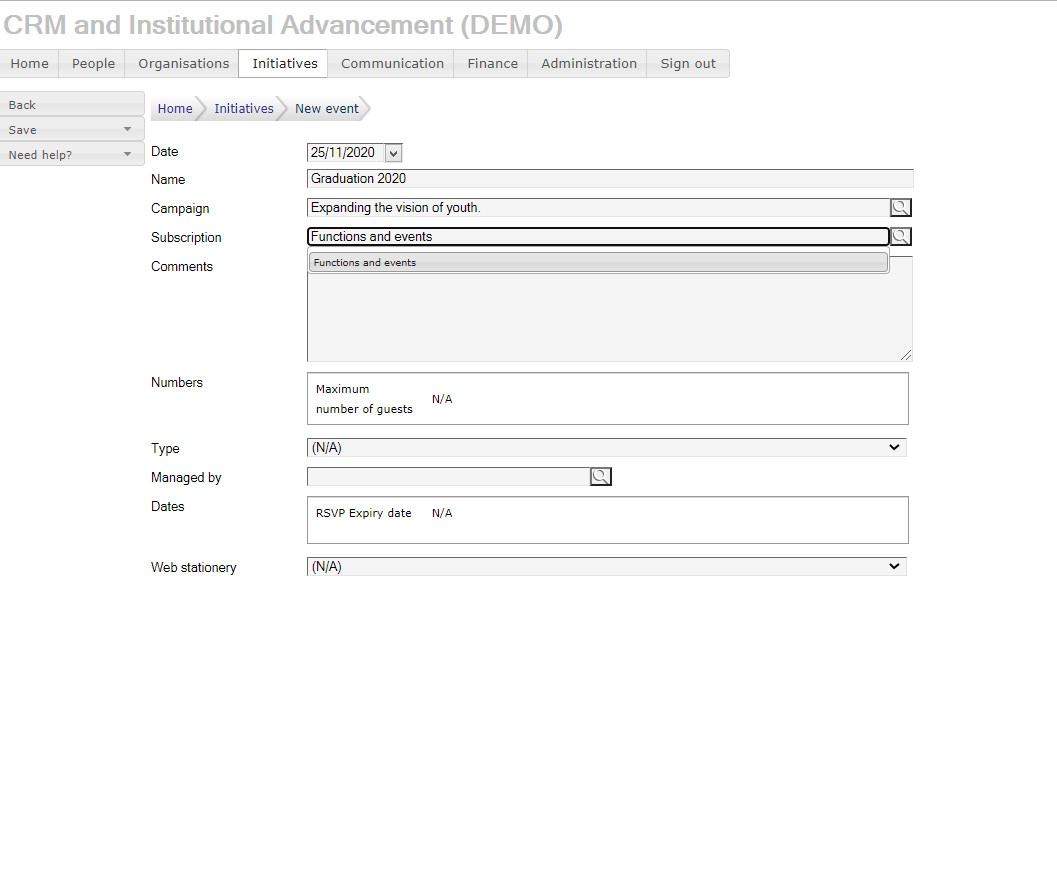 CRM and Institutional Advancement (DEMO)
Home People Organisations Initiatives Communication Finance Administration Sign out
Back
Save
Need help?
Home Initiatives New event
Date 25/11/2020
Name Graduation 2020
Campaign Expanding the vision of youth.
Subscription Functions and events
Functions and events
Comments
Numbers
Maximum
number of guests N/A
Type (N/A)
Managed by
Dates
RSVP Expiry date N/A
Web stationery (N/A)